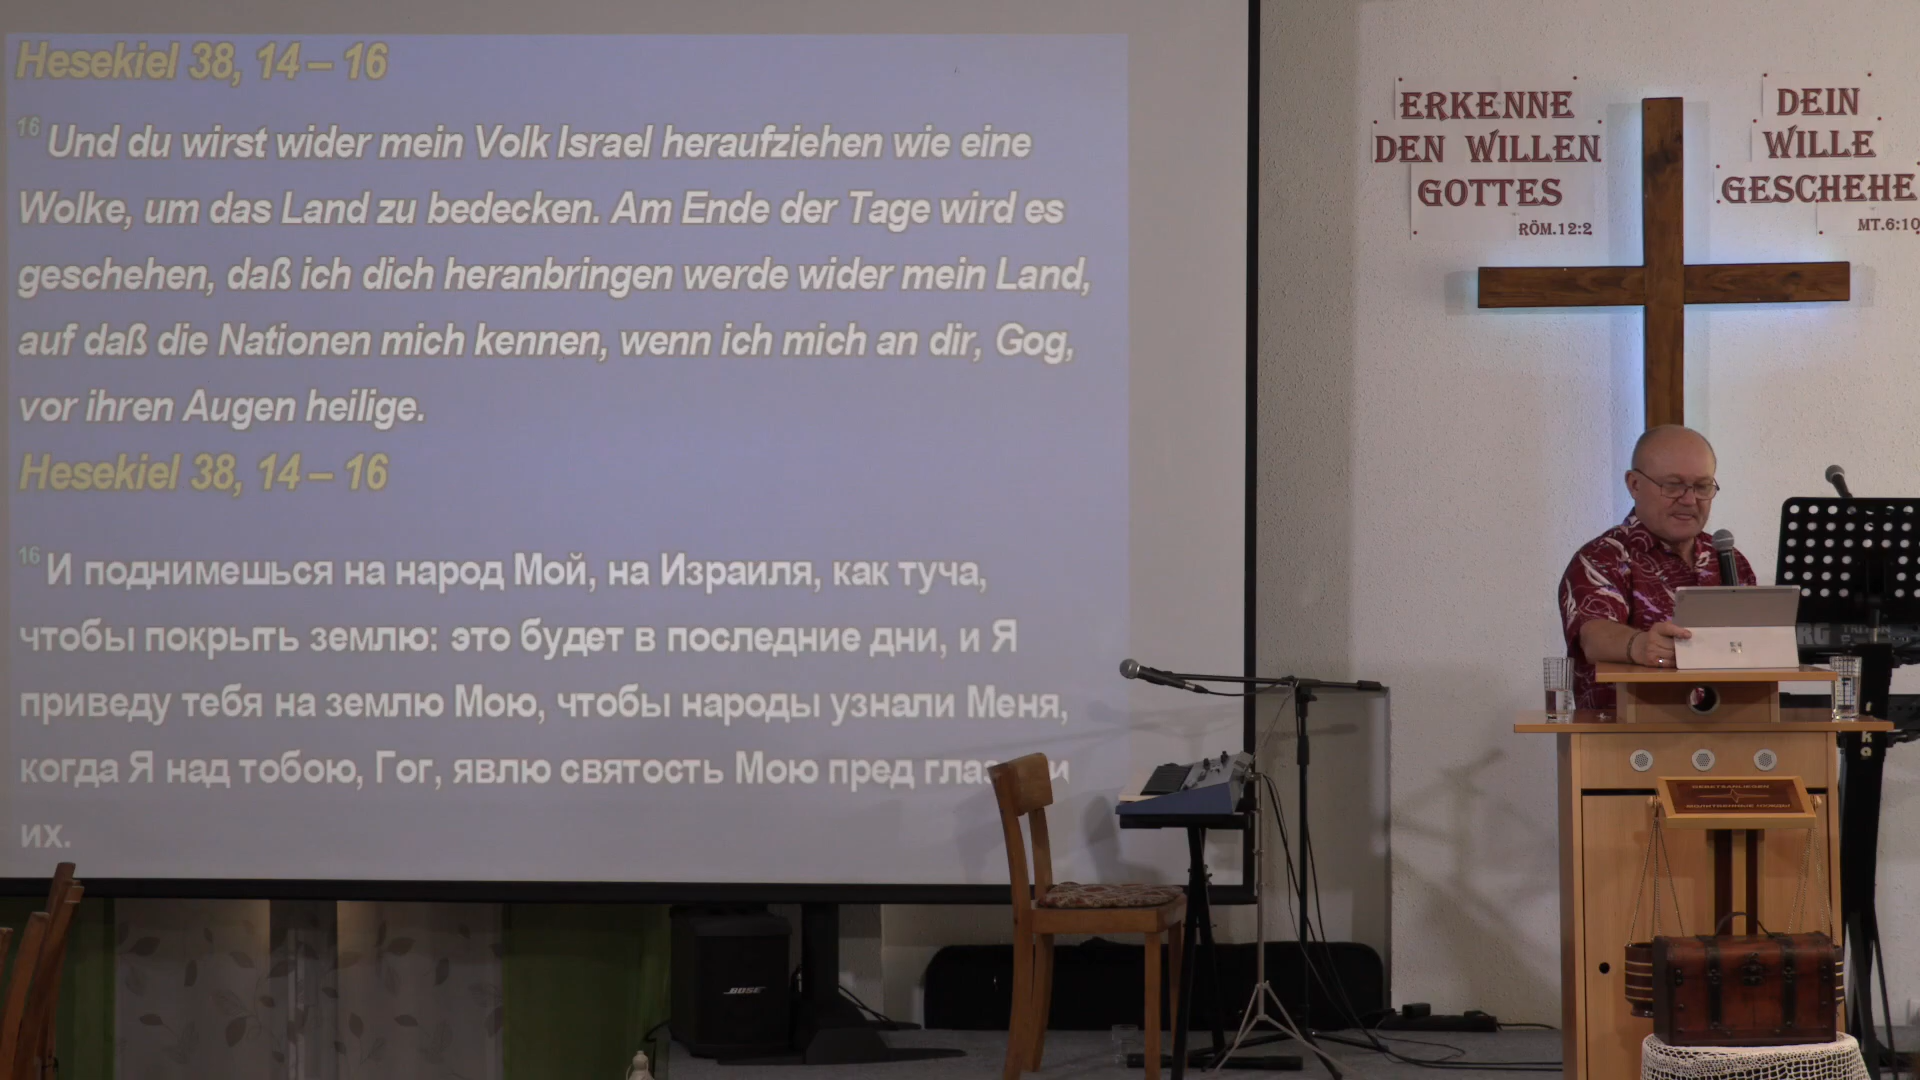 Hesekiel 38, 14 – 16
16 Und du wirst wider mein Volk Israel heraufziehen wie eine
Wolke, um das Land zu bedecken. Am Ende der Tage wird es
geschehen, daß ich dich heranbringen werde wider mein Land,
auf daß die Nationen mich kennen, wenn ich mich an dir, Gog,
vor ihren Augen heilige.
Hesekiel 38, 14 – 16
16 И поднимешься на народ Мой, на Израиля, как туча,
чтобы покрыть землю: это будет в последние дни, и Я
приведу тебя на землю Мою, чтобы народы узнали Меня,
когда Я над тобою, Гог, явлю святость Мою пред
их.
ERKENNE
DEN WILLEN
GOTTES
RÖM.12:2
DEIN
WILLE
GESCHEHE
MT.6:10
BOSE